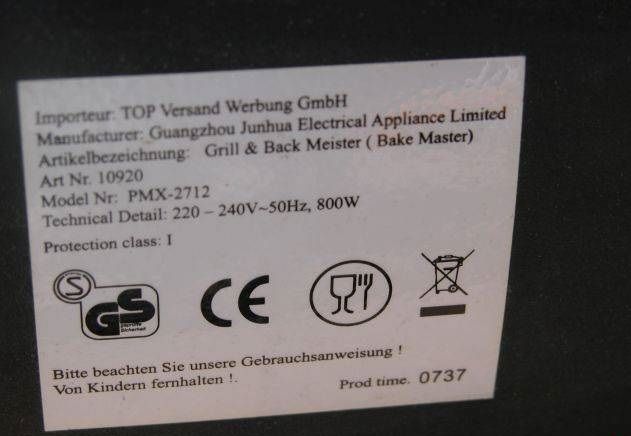 Importeur: TOP Versand Werbung GmbH
Manufacturer: Guangzhou Junhua Electrical Appliance Limited
Artikelbezeichnung: Grill & Back Meister ( Bake Master)
Art Nr. 10920
Model Nr: PMX-2712
Technical Detail: 220 – 240V~50Hz, 800W
Protection class: I
S
GS
geprüfte
Sicherheit
CE
Bitte beachten Sie unsere Gebrauchsanweisung !
Von Kindern fernhalten !.
Prod time. 0737